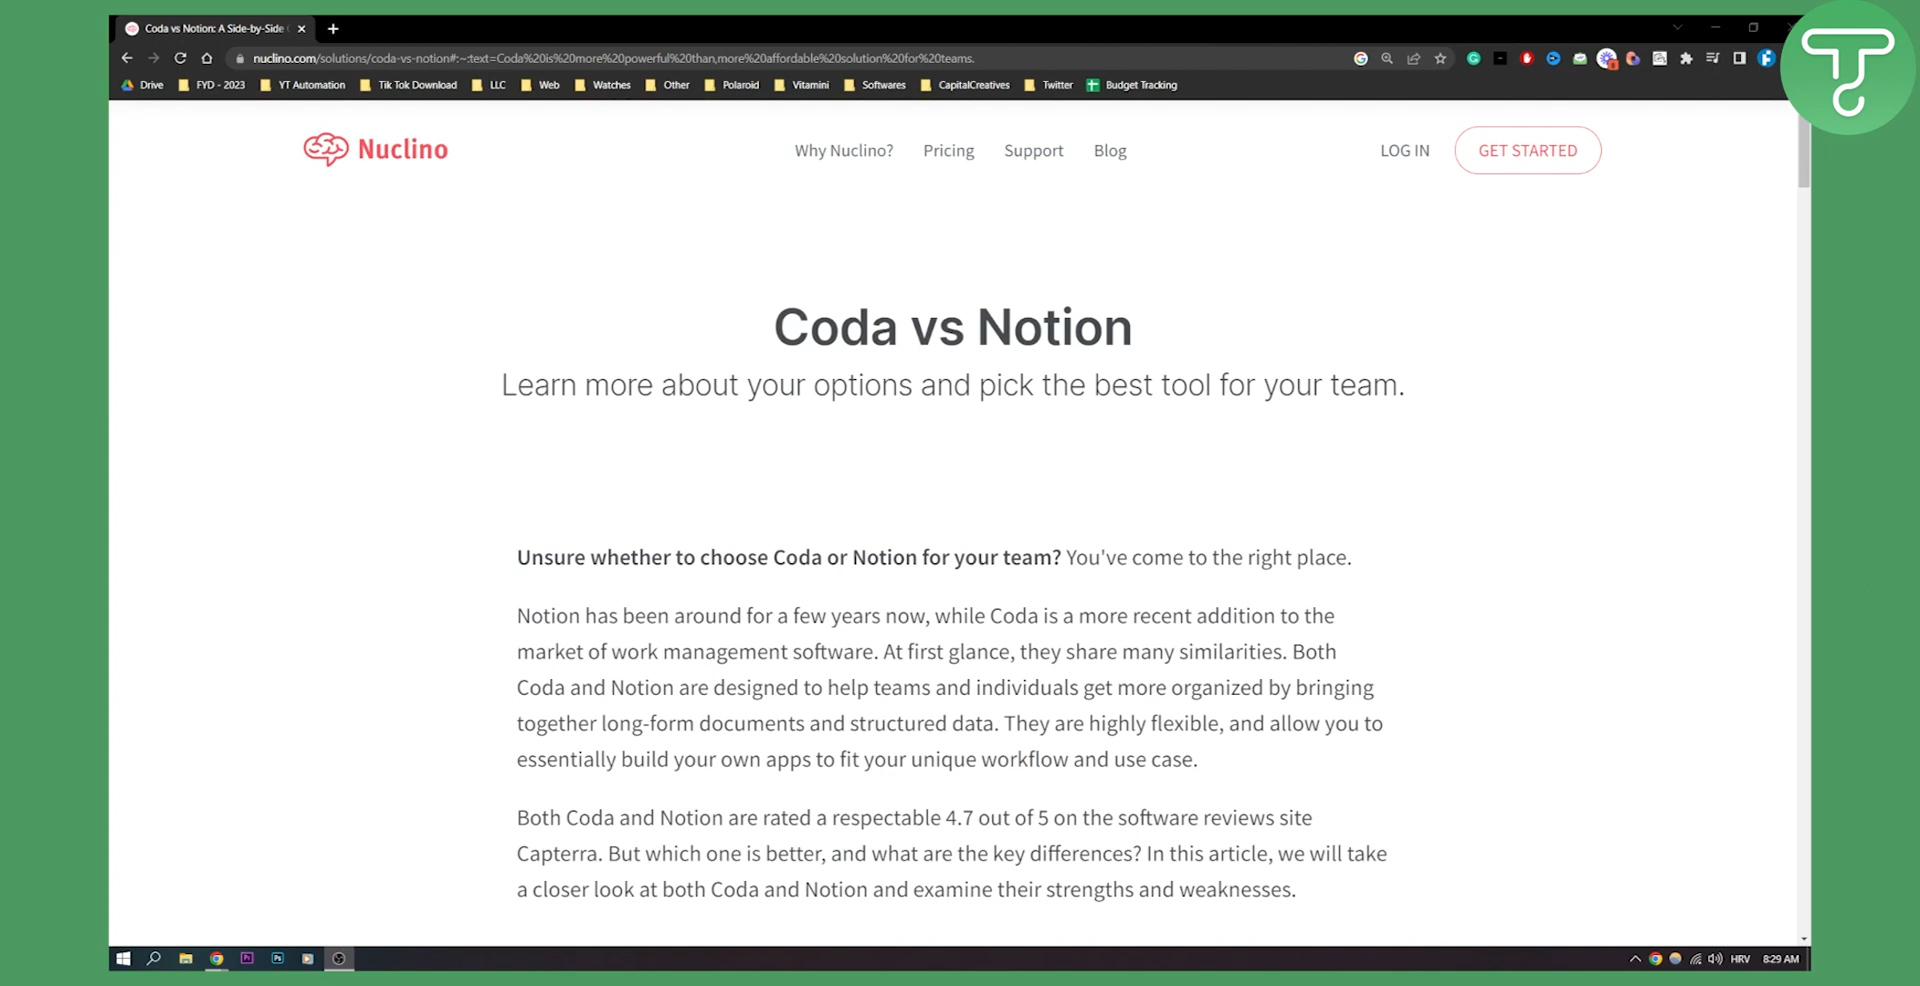 Coda vs Notion: A Side-by-Side
nuclino.com/solutions/coda-vs-notion#:~:text=Coda%20is%20more%20powerful%20than,more%20affordable%20solution%20for%20teams.
Drive FYD - 2023 YT Automation Tik Tok Download LLC Web Watches Other Polaroid Vitamini Softwares CapitalCreatives Twitter Budget Tracking
Nuclino Why Nuclino? Pricing Support Blog LOG IN GET STARTED
Coda vs Notion
Learn more about your options and pick the best tool for your team.
Unsure whether to choose Coda or Notion for your team? You've come to the right place.
Notion has been around for a few years now, while Coda is a more recent addition to the
market of work management software. At first glance, they share many similarities. Both
Coda and Notion are designed to help teams and individuals get more organized by bringing
together long-form documents and structured data. They are highly flexible, and allow you to
essentially build your own apps to fit your unique workflow and use case.
Both Coda and Notion are rated a respectable 4.7 out of 5 on the software reviews site
Capterra. But which one is better, and what are the key differences? In this article, we will take
a closer look at both Coda and Notion and examine their strengths and weaknesses.
Pr Ps HRV 8:29 AM